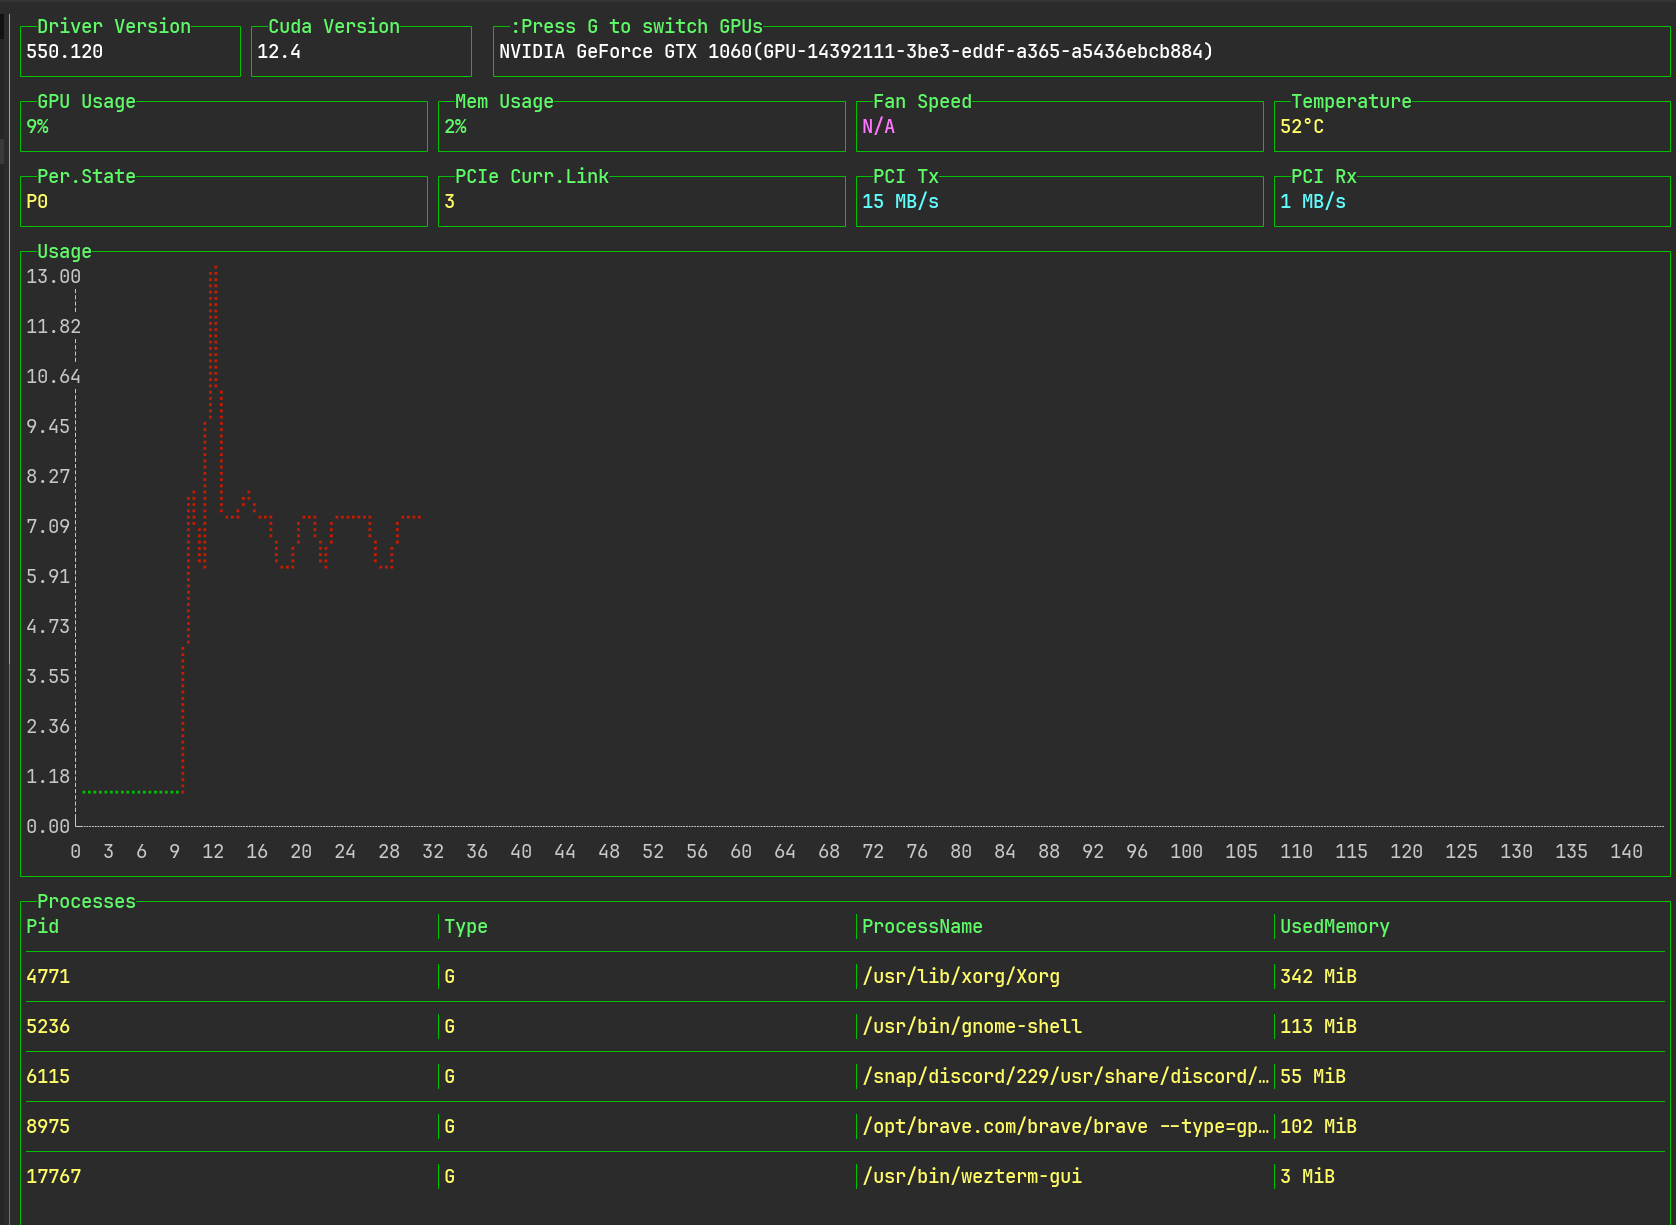 Driver Version Cuda Version :Press G to switch GPUs
550.120 12.4 NVIDIA GeForce GTX 1060(GPU-14392111-3be3-eddf-a365-a5436ebcb884)
GPU Usage Mem Usage Fan Speed Temperature
9% 2% N/A 52°C
Per.State PCIe Curr.Link PCI Tx PCI Rx
P0 3 15 MB/s 1 MB/s
Usage
13.00
11.82
10.64
9.45
8.27
7.09
5.91
4.73
3.55
2.36
1.18
0.00
0 3 6 9 12 16 20 24 28 32 36 40 44 48 52 56 60 64 68 72 76 80 84 88 92 96 100 105 110 115 120 125 130 135 140
Processes
Pid Type ProcessName UsedMemory
4771 G /usr/lib/xorg/Xorg 342 MiB
5236 G /usr/bin/gnome-shell 113 MiB
6115 G /snap/discord/229/usr/share/discord/… 55 MiB
8975 G /opt/brave.com/brave/brave --type=gp… 102 MiB
17767 G /usr/bin/wezterm-gui 3 MiB